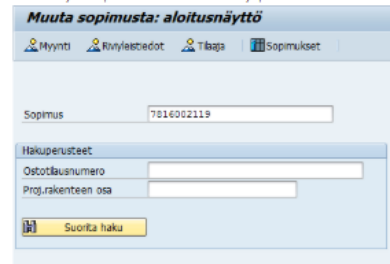 Muuta sopimusta: aloitusnäyttö
Myynti Riviyleistiedot Tilaaja Sopimukset
Sopimus 7816002119
Hakuperusteet
Ostotilausnumero
Proj.rakenteen osa
Suorita haku